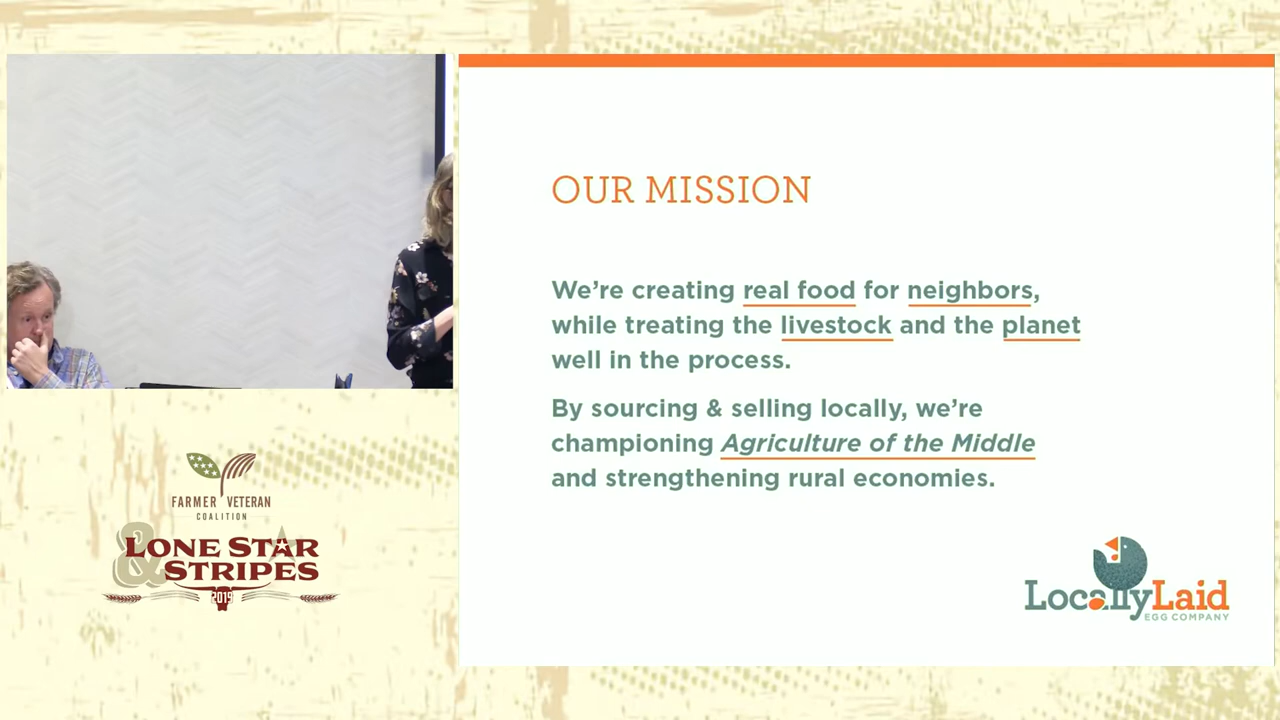 OUR MISSION
We're creating real food for neighbors,
while treating the livestock and the planet
well in the process.
By sourcing & selling locally, we're
championing Agriculture of the Middle
and strengthening rural economies.
LocallyLaid
EGG COMPANY
FARMER VETERAN
COALITION
LONE STAR
& STRIPES
2019